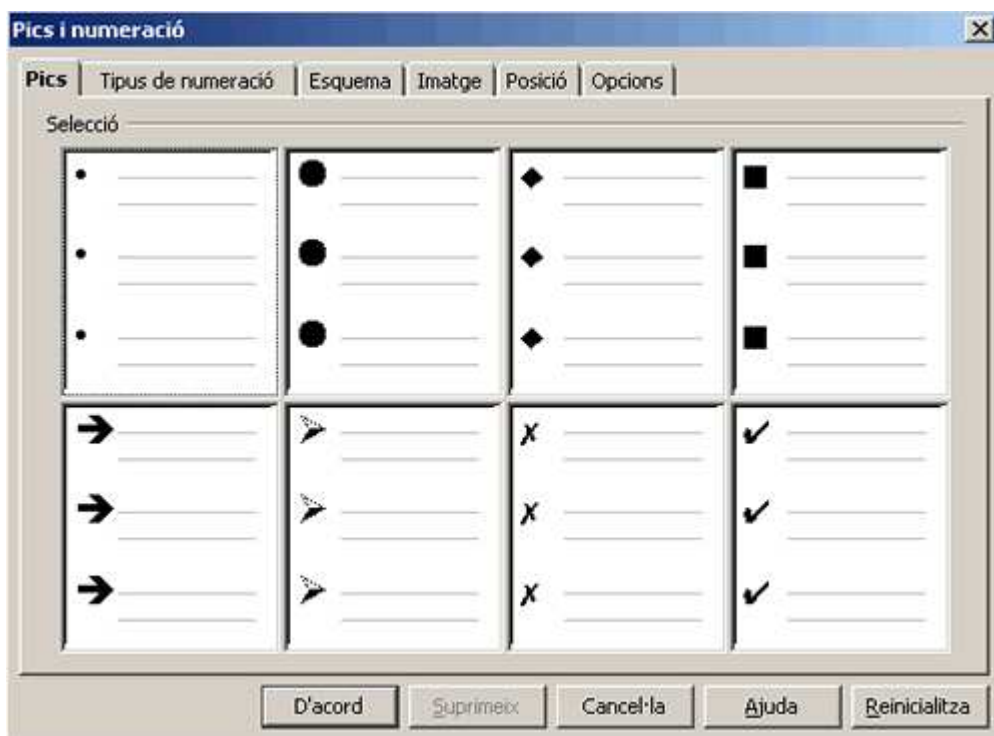 Pics i numeració
Pics Tipus de numeració Esquema Imatge Posició Opcions
Selecció
D'acord Suprimeix Cancel·la Ajuda Reinicialitza